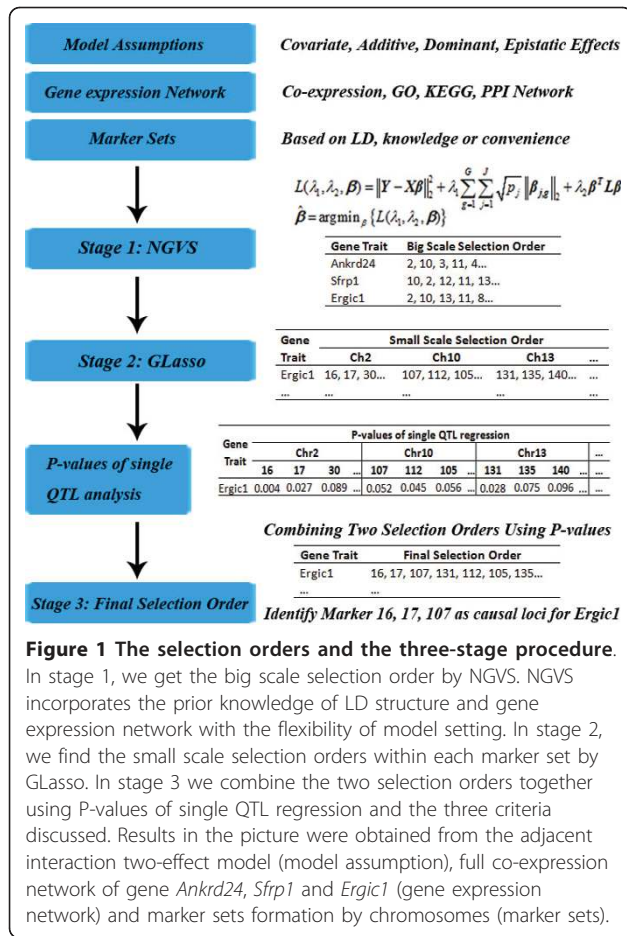 Model Assumptions Covariate, Additive, Dominant, Epistatic Effects
Gene expression Network Co-expression, GO, KEGG, PPI Network
Marker Sets Based on LD, knowledge or convenience
L(λ₁,λ₂,β) = ‖Y − Xβ‖₂² + λ₁ ∑_{g=1}^{G} ∑_{j=1}^{J} √p_j ‖β_{j,g}‖₂ + λ₂β^T Lβ
β̂ = argmin_β {L(λ₁,λ₂,β)}
Stage 1: NGVS
Gene Trait Big Scale Selection Order
Ankrd24 2, 10, 3, 11, 4...
Sfrp1 10, 2, 12, 11, 13...
Ergic1 2, 10, 13, 11, 8...
Stage 2: GLasso
Gene Trait Small Scale Selection Order
Ch2 Ch10 Ch13 ...
Ergic1 16, 17, 30... 107, 112, 105... 131, 135, 140... ...
... ... ... ... ...
P-values of single QTL analysis
Gene Trait P-values of single QTL regression
Chr2 Chr10 Chr13 ...
16 17 30 ... 107 112 105 ... 131 135 140 ... ...
Ergic1 0.004 0.027 0.089 ... 0.052 0.045 0.056 ... 0.028 0.075 0.096 ... ...
Combining Two Selection Orders Using P-values
Gene Trait Final Selection Order
Ergic1 16, 17, 107, 131, 112, 105, 135...
... ...
Stage 3: Final Selection Order
Identify Marker 16, 17, 107 as causal loci for Ergic1
Figure 1 The selection orders and the three-stage procedure.
In stage 1, we get the big scale selection order by NGVS. NGVS
incorporates the prior knowledge of LD structure and gene
expression network with the flexibility of model setting. In stage 2,
we find the small scale selection orders within each marker set by
GLasso. In stage 3 we combine the two selection orders together
using P-values of single QTL regression and the three criteria
discussed. Results in the picture were obtained from the adjacent
interaction two-effect model (model assumption), full co-expression
network of gene Ankrd24, Sfrp1 and Ergic1 (gene expression
network) and marker sets formation by chromosomes (marker sets).